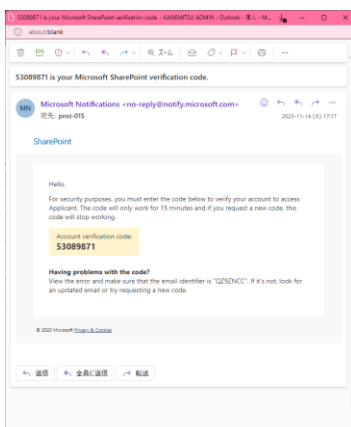 53089871 is your Microsoft SharePoint verification code. - KANEMITSU ADMIN - Outlook - 個人 - M...
about:blank
53089871 is your Microsoft SharePoint verification code.
MN
Microsoft Notifications <no-reply@notify.microsoft.com>
宛先: pnst-015
2023-11-14 (火) 17:17
SharePoint
Hello,
For security purposes, you must enter the code below to verify your account to access
Applicant. The code will only work for 15 minutes and if you request a new code, this
code will stop working.
Account verification code:
53089871
Having problems with the code?
View the error and make sure that the email identifier is "QZ9ZNCC". If it's not, look for
an updated email or try requesting a new code.
© 2020 Microsoft Privacy & Cookies
返信
全員に返信
転送